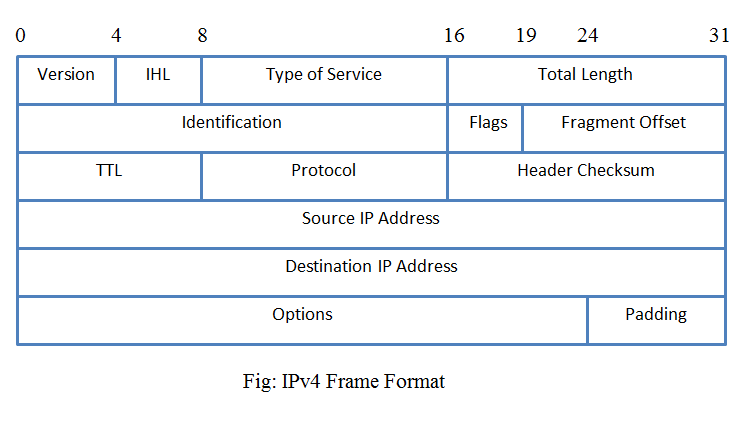 0 4 8 16 19 24 31
Version IHL Type of Service Total Length
Identification Flags Fragment Offset
TTL Protocol Header Checksum
Source IP Address
Destination IP Address
Options Padding
Fig: IPv4 Frame Format